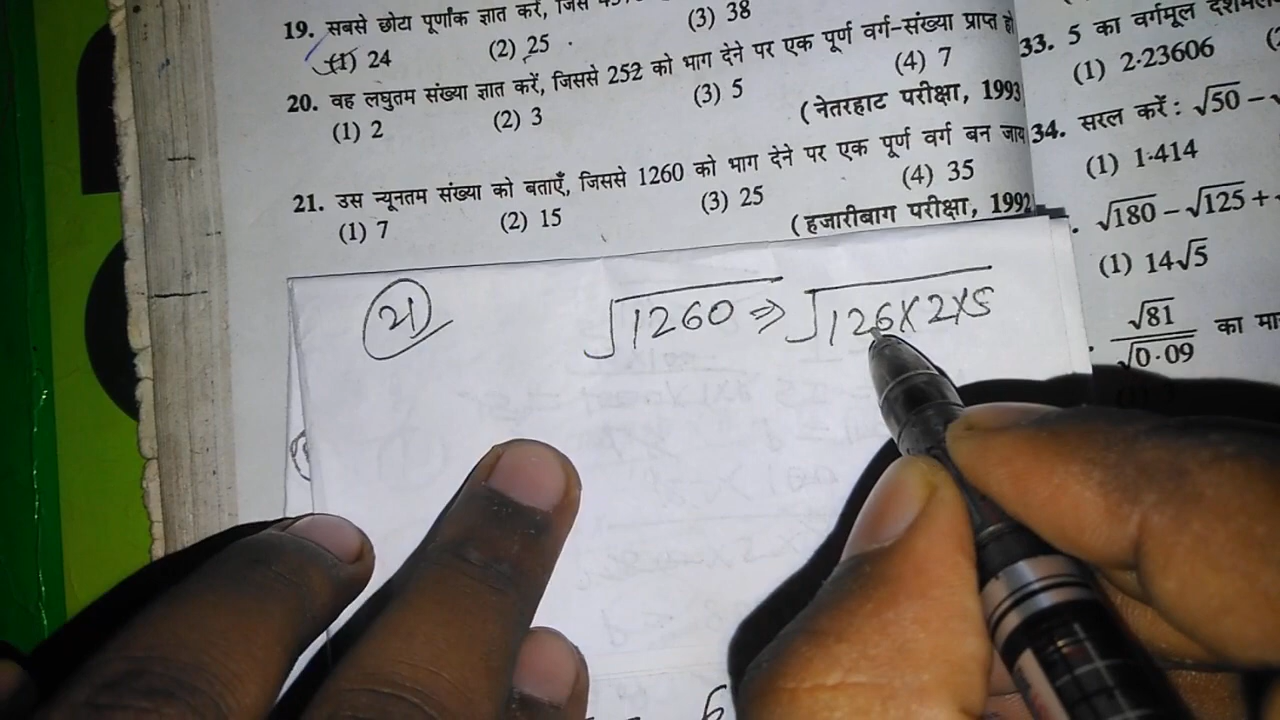 19. सबसे छोटा पूर्णांक ज्ञात करें, जिस
(1) 24 (2) 25 (3) 38
20. वह लघुतम संख्या ज्ञात करें, जिससे 252 को भाग देने पर एक पूर्ण वर्ग-संख्या प्राप्त हो
(1) 2 (2) 3 (3) 5 (4) 7
(नेतरहाट परीक्षा, 1993
21. उस न्यूनतम संख्या को बताएँ, जिससे 1260 को भाग देने पर एक पूर्ण वर्ग बन जाय
(1) 7 (2) 15 (3) 25 (4) 35
(हजारीबाग परीक्षा, 1992
33. 5 का वर्गमूल
(1) 2·23606
34. सरल करें : √50 −
(1) 1·414
√180 − √125 +
(1) 14√5
√81/√0·09 का
21 √1260 ⇒ √126×2×5